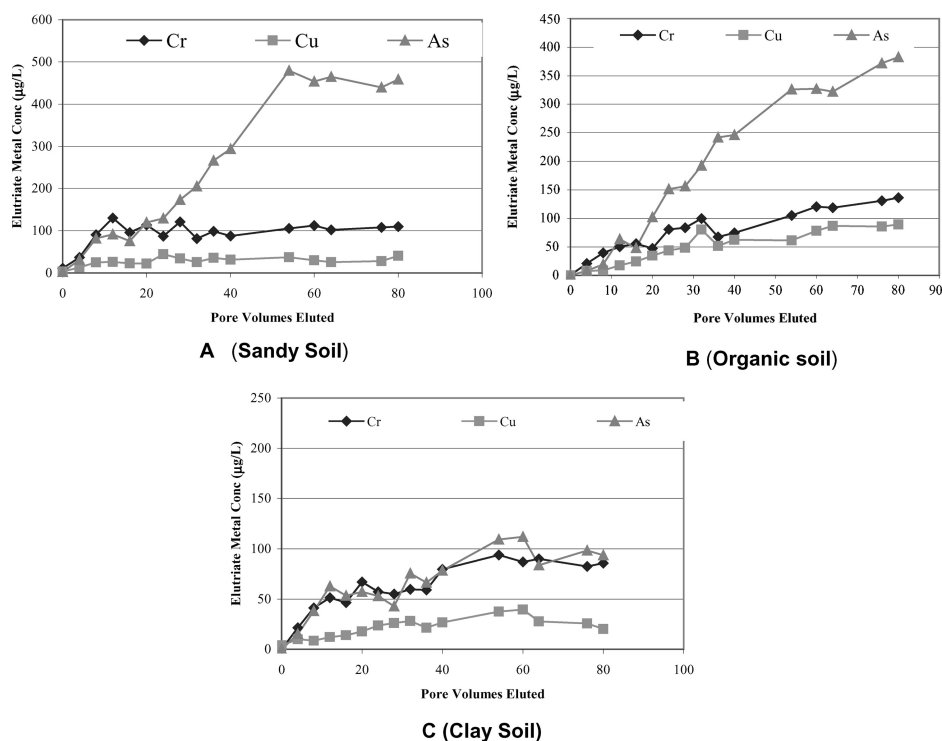 Cr Cu As
Elutriate Metal Conc (µg/L)
600
500
400
300
200
100
0
0 20 40 60 80 100
Pore Volumes Eluted
A (Sandy Soil)
Cr Cu As
Elutriate Metal Conc (µg/L)
450
400
350
300
250
200
150
100
50
0
0 10 20 30 40 50 60 70 80 90
Pore Volumes Eluted
B (Organic soil)
Cr Cu As
Elutriate Metal Conc (µg/L)
250
200
150
100
50
0
0 20 40 60 80 100
Pore Volumes Eluted
C (Clay Soil)